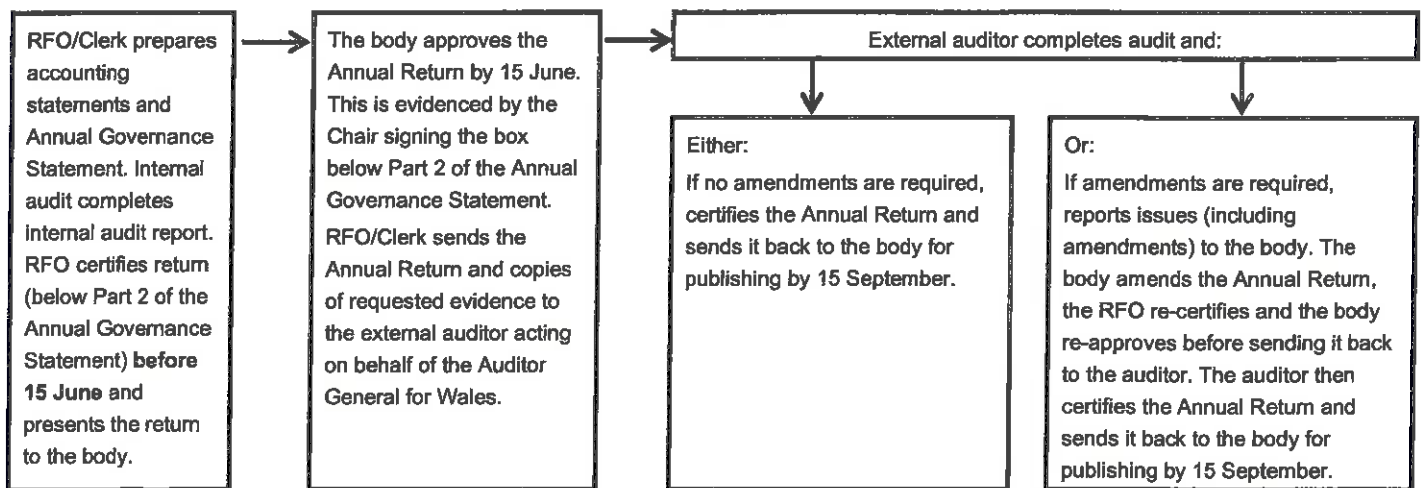 RFO/Clerk prepares
accounting
statements and
Annual Governance
Statement. Internal
audit completes
internal audit report.
RFO certifies return
(below Part 2 of the
Annual Governance
Statement) before
15 June and
presents the return
to the body.
The body approves the
Annual Return by 15 June.
This is evidenced by the
Chair signing the box
below Part 2 of the Annual
Governance Statement.
RFO/Clerk sends the
Annual Return and copies
of requested evidence to
the external auditor acting
on behalf of the Auditor
General for Wales.
External auditor completes audit and:
Either:
If no amendments are required,
certifies the Annual Return and
sends it back to the body for
publishing by 15 September.
Or:
If amendments are required,
reports issues (including
amendments) to the body. The
body amends the Annual Return,
the RFO re-certifies and the body
re-approves before sending it back
to the auditor. The auditor then
certifies the Annual Return and
sends it back to the body for
publishing by 15 September.